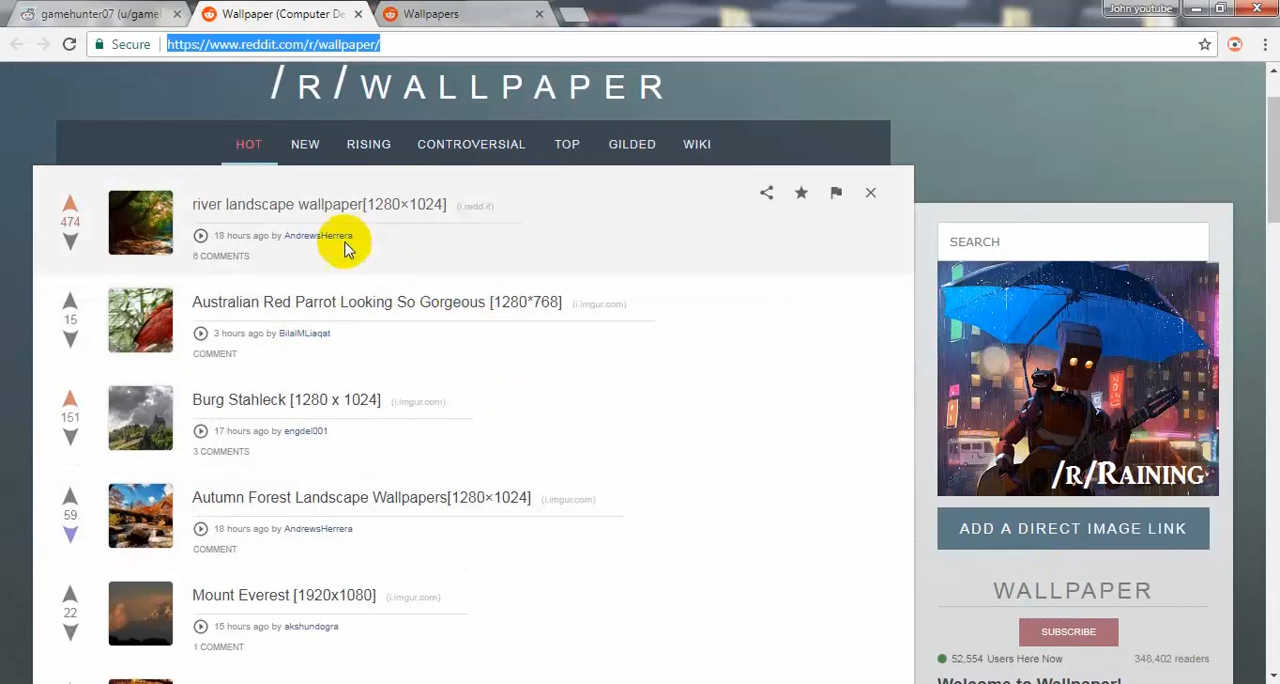 gamehunter07 (u/gamel
Wallpaper (Computer De
Wallpapers
John youtube
Secure
https://www.reddit.com/r/wallpaper/
/R/WALLPAPER
HOT NEW RISING CONTROVERSIAL TOP GILDED WIKI
474
river landscape wallpaper[1280×1024] (i.redd.it)
18 hours ago by AndrewsHerrera
6 COMMENTS
15
Australian Red Parrot Looking So Gorgeous [1280*768] (i.imgur.com)
3 hours ago by BilalMLiaqat
COMMENT
151
Burg Stahleck [1280 x 1024] (i.imgur.com)
17 hours ago by engdel001
3 COMMENTS
59
Autumn Forest Landscape Wallpapers[1280×1024] (i.imgur.com)
18 hours ago by AndrewsHerrera
COMMENT
22
Mount Everest [1920x1080] (i.imgur.com)
15 hours ago by akshundogra
1 COMMENT
SEARCH
/r/Raining
ADD A DIRECT IMAGE LINK
WALLPAPER
SUBSCRIBE
52,554 Users Here Now 348,402 readers
Welcome to Wallpaper!